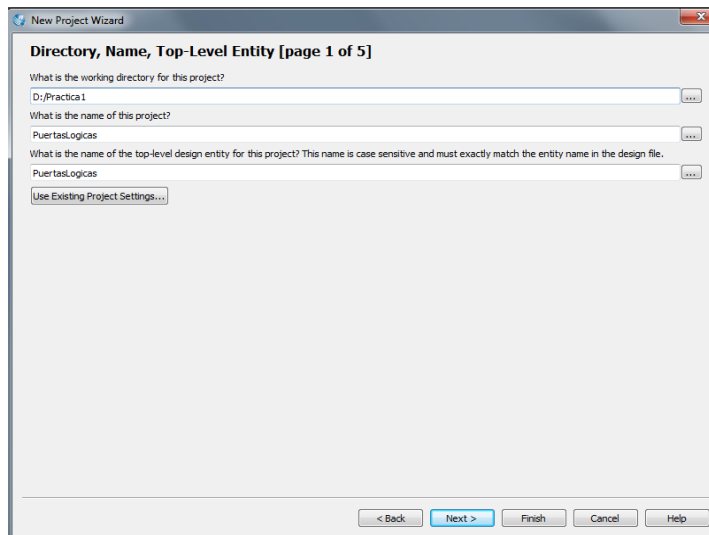 New Project Wizard
Directory, Name, Top-Level Entity [page 1 of 5]
What is the working directory for this project?
D:/Practica1
...
What is the name of this project?
PuertasLogicas
...
What is the name of the top-level design entity for this project? This name is case sensitive and must exactly match the entity name in the design file.
PuertasLogicas
...
Use Existing Project Settings...
< Back Next > Finish Cancel Help